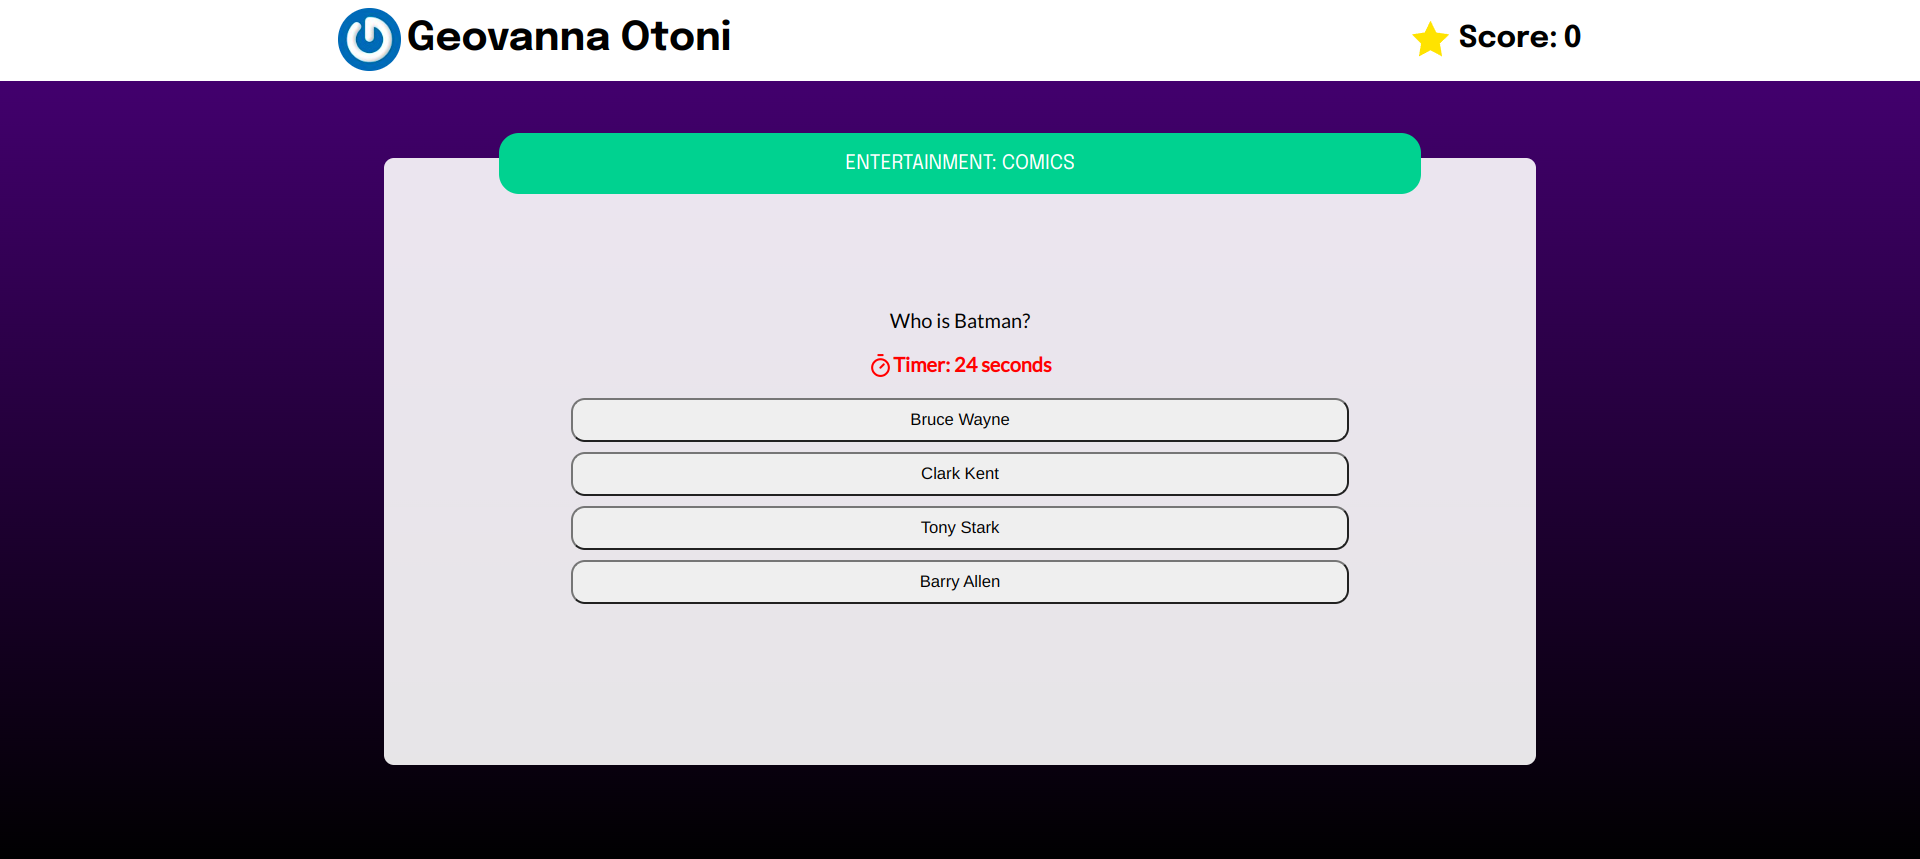 Geovanna Otoni
Score: 0
ENTERTAINMENT: COMICS
Who is Batman?
Timer: 24 seconds
Bruce Wayne
Clark Kent
Tony Stark
Barry Allen